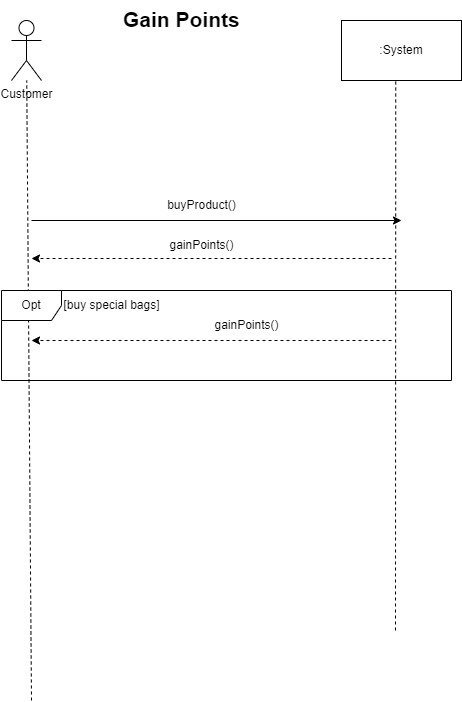 Gain Points
:System
Customer
buyProduct()
gainPoints()
Opt
[buy special bags]
gainPoints()